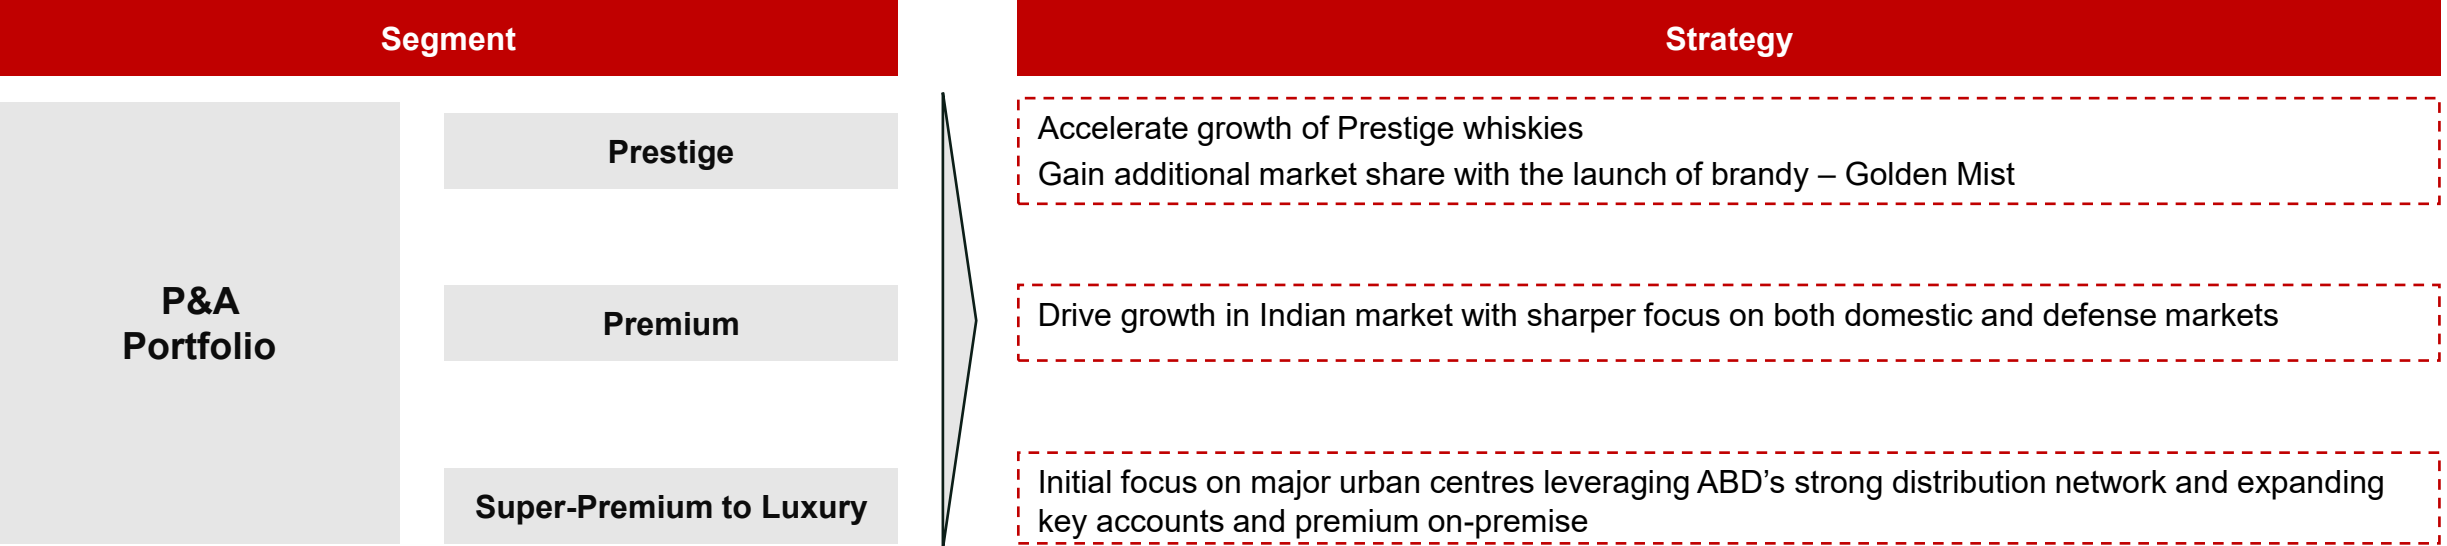 Segment
Strategy
P&A
Portfolio
Prestige
Accelerate growth of Prestige whiskies
Gain additional market share with the launch of brandy – Golden Mist
Premium
Drive growth in Indian market with sharper focus on both domestic and defense markets
Super-Premium to Luxury
Initial focus on major urban centres leveraging ABD’s strong distribution network and expanding
key accounts and premium on-premise